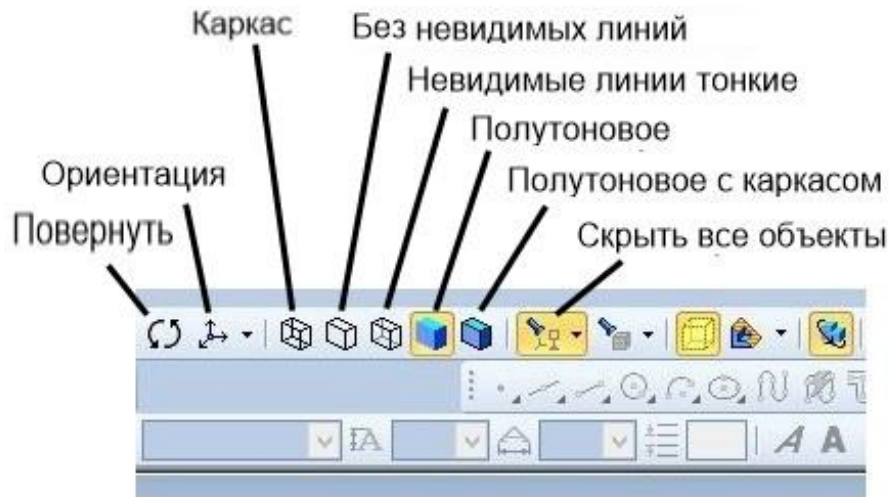 Каркас
Без невидимых линий
Невидимые линии тонкие
Полутоновое
Ориентация
Полутоновое с каркасом
Повернуть
Скрыть все объекты